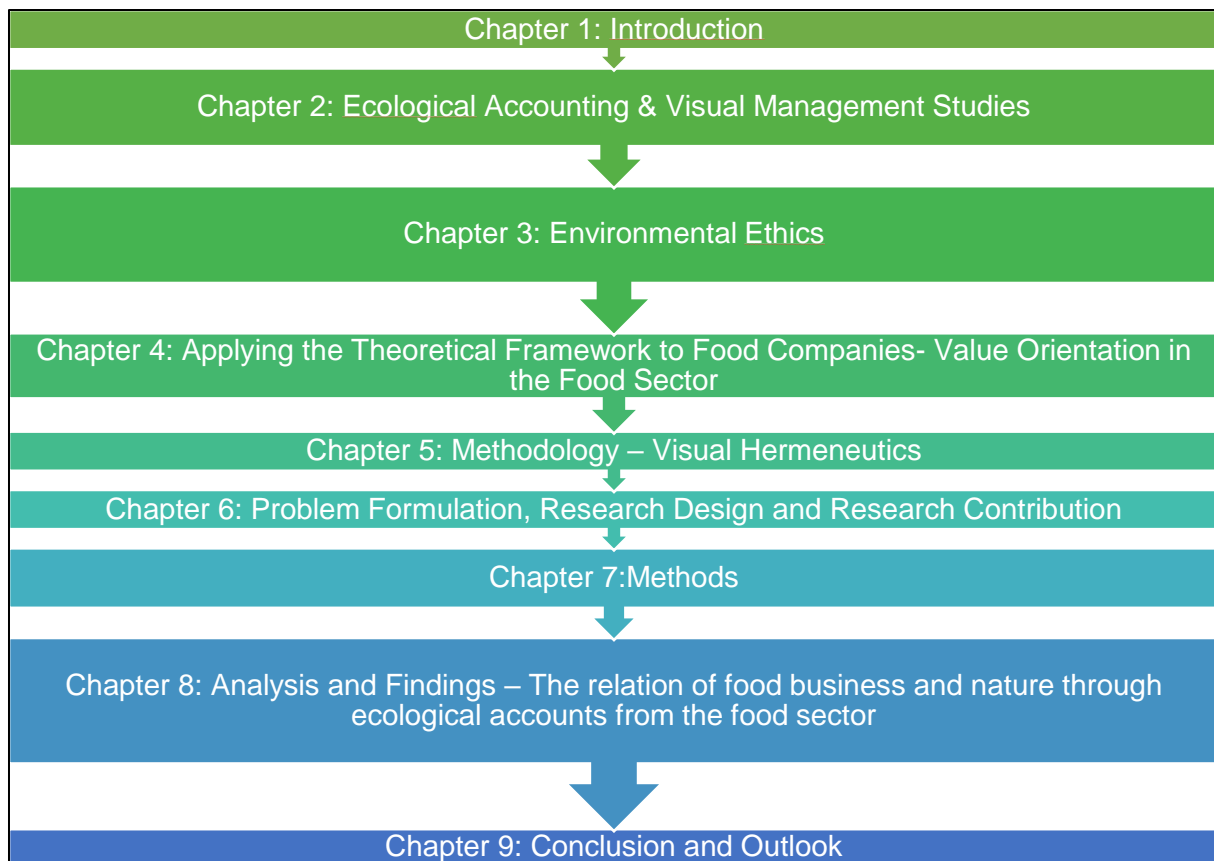 Chapter 1: Introduction
Chapter 2: Ecological Accounting & Visual Management Studies
Chapter 3: Environmental Ethics
Chapter 4: Applying the Theoretical Framework to Food Companies- Value Orientation in
the Food Sector
Chapter 5: Methodology – Visual Hermeneutics
Chapter 6: Problem Formulation, Research Design and Research Contribution
Chapter 7:Methods
Chapter 8: Analysis and Findings – The relation of food business and nature through
ecological accounts from the food sector
Chapter 9: Conclusion and Outlook